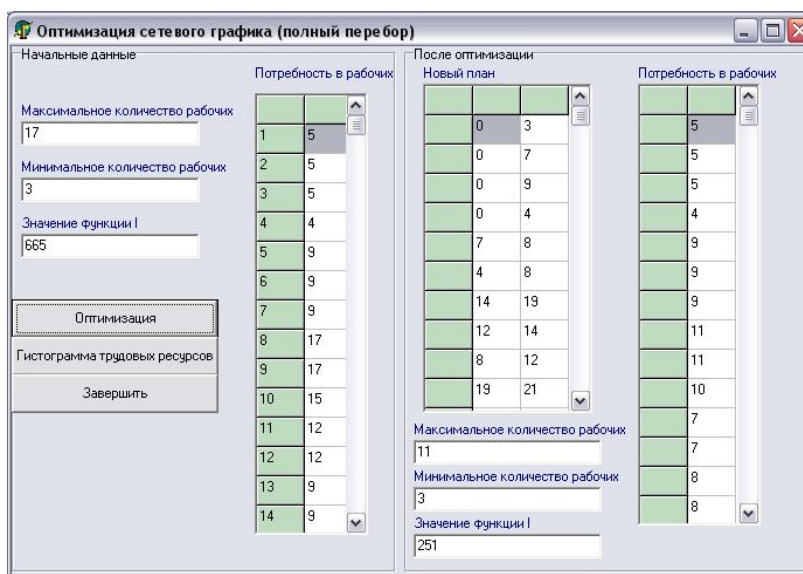 Оптимизация сетевого графика (полный перебор)
Начальные данные
Потребность в рабочих
Максимальное количество рабочих
17
Минимальное количество рабочих
3
Значение функции I
665
Оптимизация
Гистограмма трудовых ресурсов
Завершить
1 5
2 5
3 5
4 4
5 9
6 9
7 9
8 17
9 17
10 15
11 12
12 12
13 9
14 9
После оптимизации
Новый план
0 3
0 7
0 9
0 4
7 8
4 8
14 19
12 14
8 12
19 21
Максимальное количество рабочих
11
Минимальное количество рабочих
3
Значение функции I
251
Потребность в рабочих
5
5
5
4
9
9
9
11
11
10
7
7
8
8